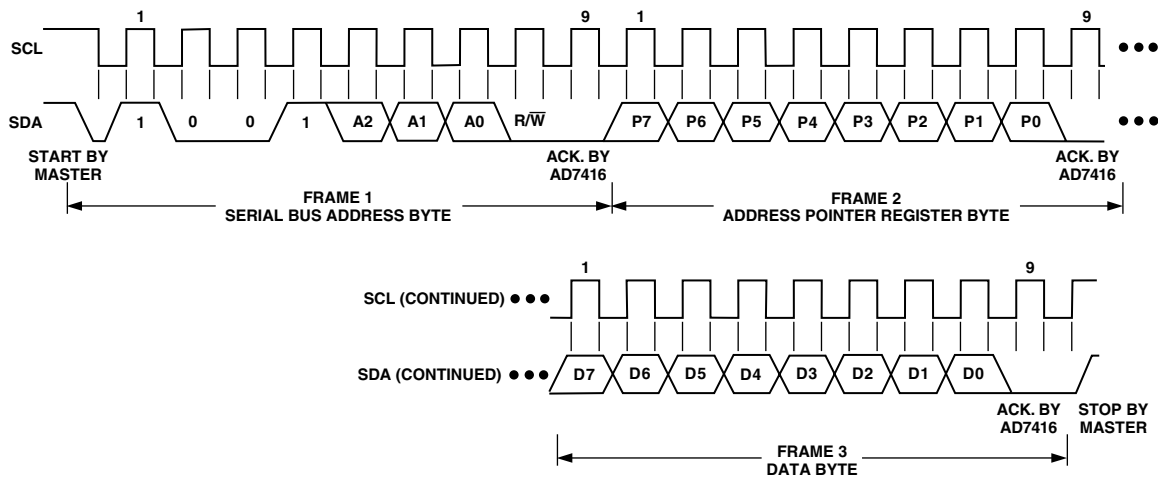 1 9 1 9
SCL
SDA 1 0 0 1 A2 A1 A0 R/W̅ P7 P6 P5 P4 P3 P2 P1 P0
START BY
MASTER
ACK. BY
AD7416
ACK. BY
AD7416
FRAME 1
SERIAL BUS ADDRESS BYTE
FRAME 2
ADDRESS POINTER REGISTER BYTE
1 9
SCL (CONTINUED)
SDA (CONTINUED) D7 D6 D5 D4 D3 D2 D1 D0
ACK. BY
AD7416
STOP BY
MASTER
FRAME 3
DATA BYTE